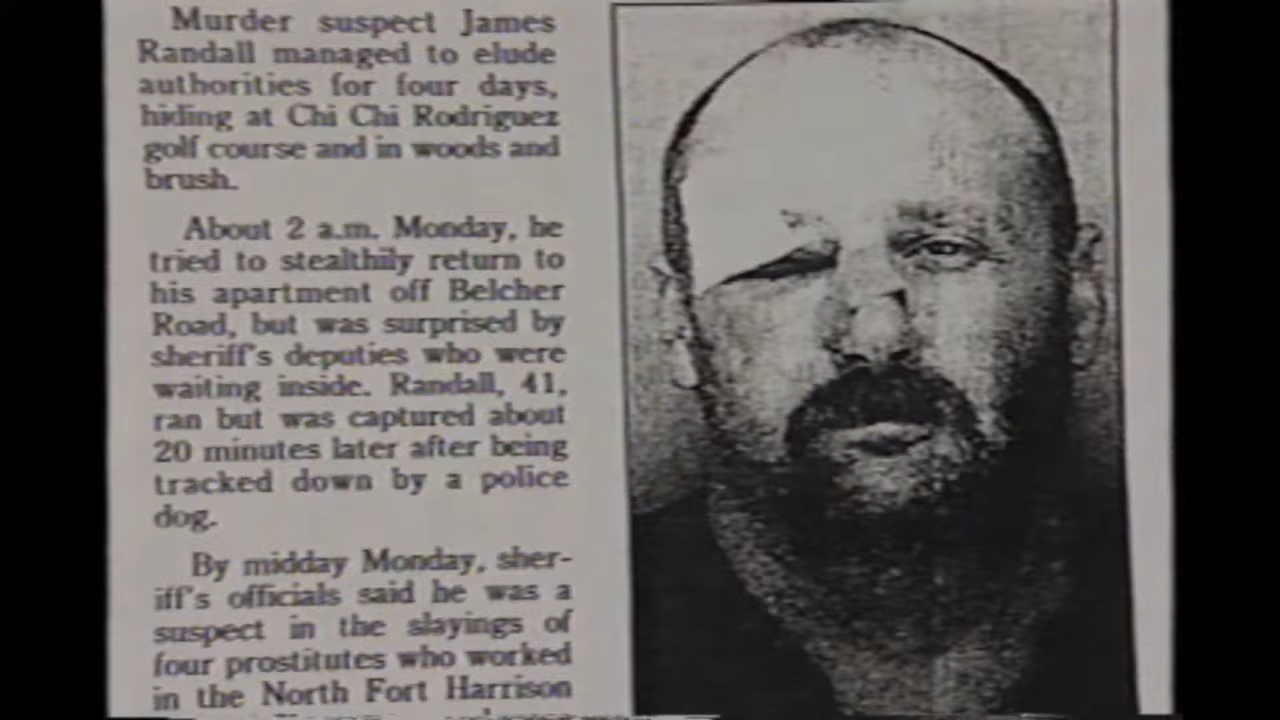 Murder suspect James
Randall managed to elude
authorities for four days,
hiding at Chi Chi Rodriguez
golf course and in woods and
brush.
About 2 a.m. Monday, he
tried to stealthily return to
his apartment off Belcher
Road, but was surprised by
sheriff's deputies who were
waiting inside. Randall, 41,
ran but was captured about
20 minutes later after being
tracked down by a police
dog.
By midday Monday, sher-
iff's officials said he was a
suspect in the slayings of
four prostitutes who worked
in the North Fort Harrison